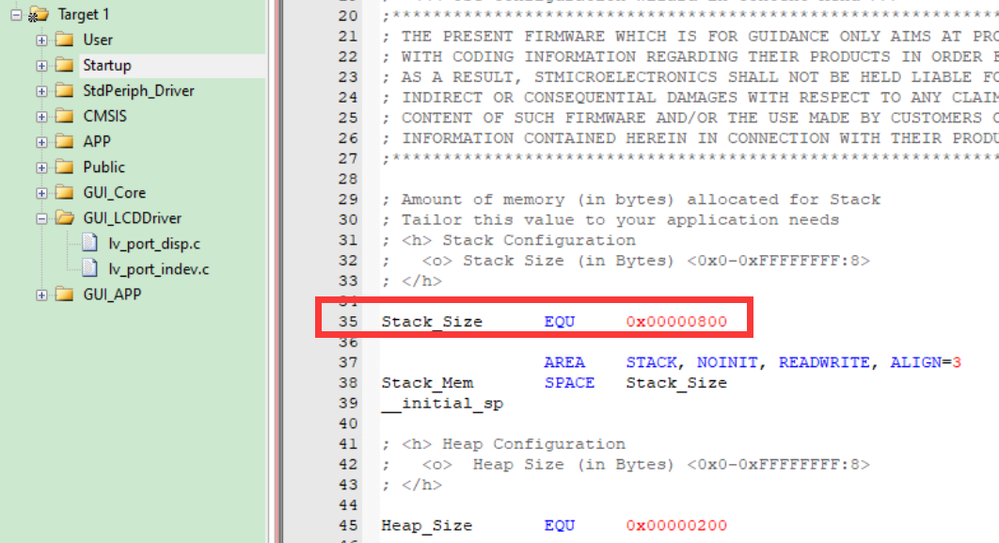 Target 1
User
Startup
StdPeriph_Driver
CMSIS
APP
Public
GUI_Core
GUI_LCDDriver
lv_port_disp.c
lv_port_indev.c
GUI_APP
20 ;************************************************************
21 ; THE PRESENT FIRMWARE WHICH IS FOR GUIDANCE ONLY AIMS AT PRO
22 ; WITH CODING INFORMATION REGARDING THEIR PRODUCTS IN ORDER F
23 ; AS A RESULT, STMICROELECTRONICS SHALL NOT BE HELD LIABLE FO
24 ; INDIRECT OR CONSEQUENTIAL DAMAGES WITH RESPECT TO ANY CLAIM
25 ; CONTENT OF SUCH FIRMWARE AND/OR THE USE MADE BY CUSTOMERS O
26 ; INFORMATION CONTAINED HEREIN IN CONNECTION WITH THEIR PRODU
27 ;************************************************************
28
29 ; Amount of memory (in bytes) allocated for Stack
30 ; Tailor this value to your application needs
31 ; <h> Stack Configuration
32 ;   <o> Stack Size (in Bytes) <0x0-0xFFFFFFFF:8>
33 ; </h>
34
35 Stack_Size      EQU     0x00000800
36
37                 AREA    STACK, NOINIT, READWRITE, ALIGN=3
38 Stack_Mem       SPACE   Stack_Size
39 __initial_sp
40
41 ; <h> Heap Configuration
42 ;   <o>  Heap Size (in Bytes) <0x0-0xFFFFFFFF:8>
43 ; </h>
44
45 Heap_Size       EQU     0x00000200